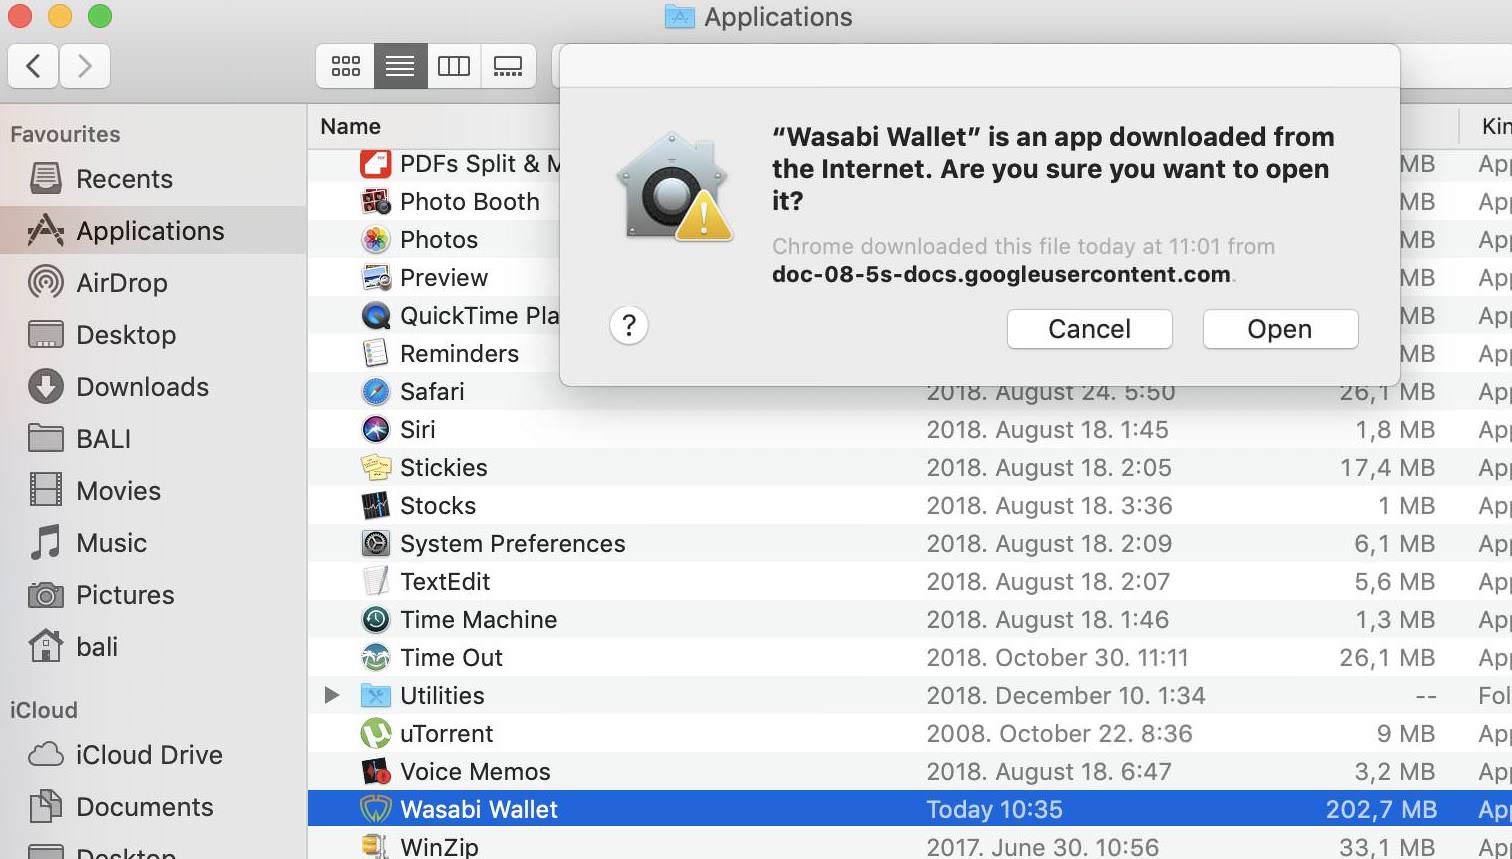 Applications
Favourites
Recents
Applications
AirDrop
Desktop
Downloads
BALI
Movies
Music
Pictures
bali
iCloud
iCloud Drive
Documents
Desktop
Name Kin
PDFs Split & M MB App
Photo Booth MB App
Photos MB App
Preview MB App
QuickTime Pla MB App
Reminders MB App
Safari 2018. August 24. 5:50 26,1 MB App
Siri 2018. August 18. 1:45 1,8 MB App
Stickies 2018. August 18. 2:05 17,4 MB App
Stocks 2018. August 18. 3:36 1 MB App
System Preferences 2018. August 18. 2:09 6,1 MB App
TextEdit 2018. August 18. 2:07 5,6 MB App
Time Machine 2018. August 18. 1:46 1,3 MB App
Time Out 2018. October 30. 11:11 26,1 MB App
Utilities 2018. December 10. 1:34 -- Fol
uTorrent 2008. October 22. 8:36 9 MB App
Voice Memos 2018. August 18. 6:47 3,2 MB App
Wasabi Wallet Today 10:35 202,7 MB App
WinZip 2017. June 30. 10:56 33,1 MB App
“Wasabi Wallet” is an app downloaded from
the Internet. Are you sure you want to open
it?
Chrome downloaded this file today at 11:01 from
doc-08-5s-docs.googleusercontent.com.
?
Cancel
Open